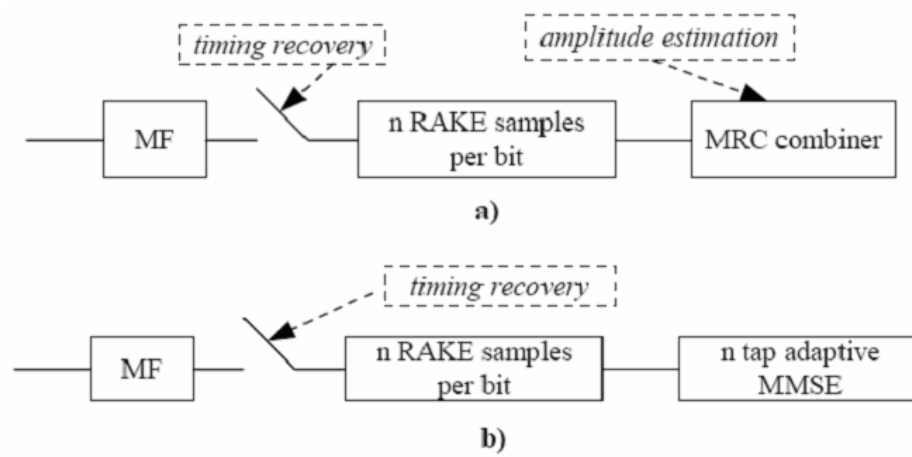 timing recovery
amplitude estimation
MF
n RAKE samples
per bit
MRC combiner
a)
timing recovery
MF
n RAKE samples
per bit
n tap adaptive
MMSE
b)